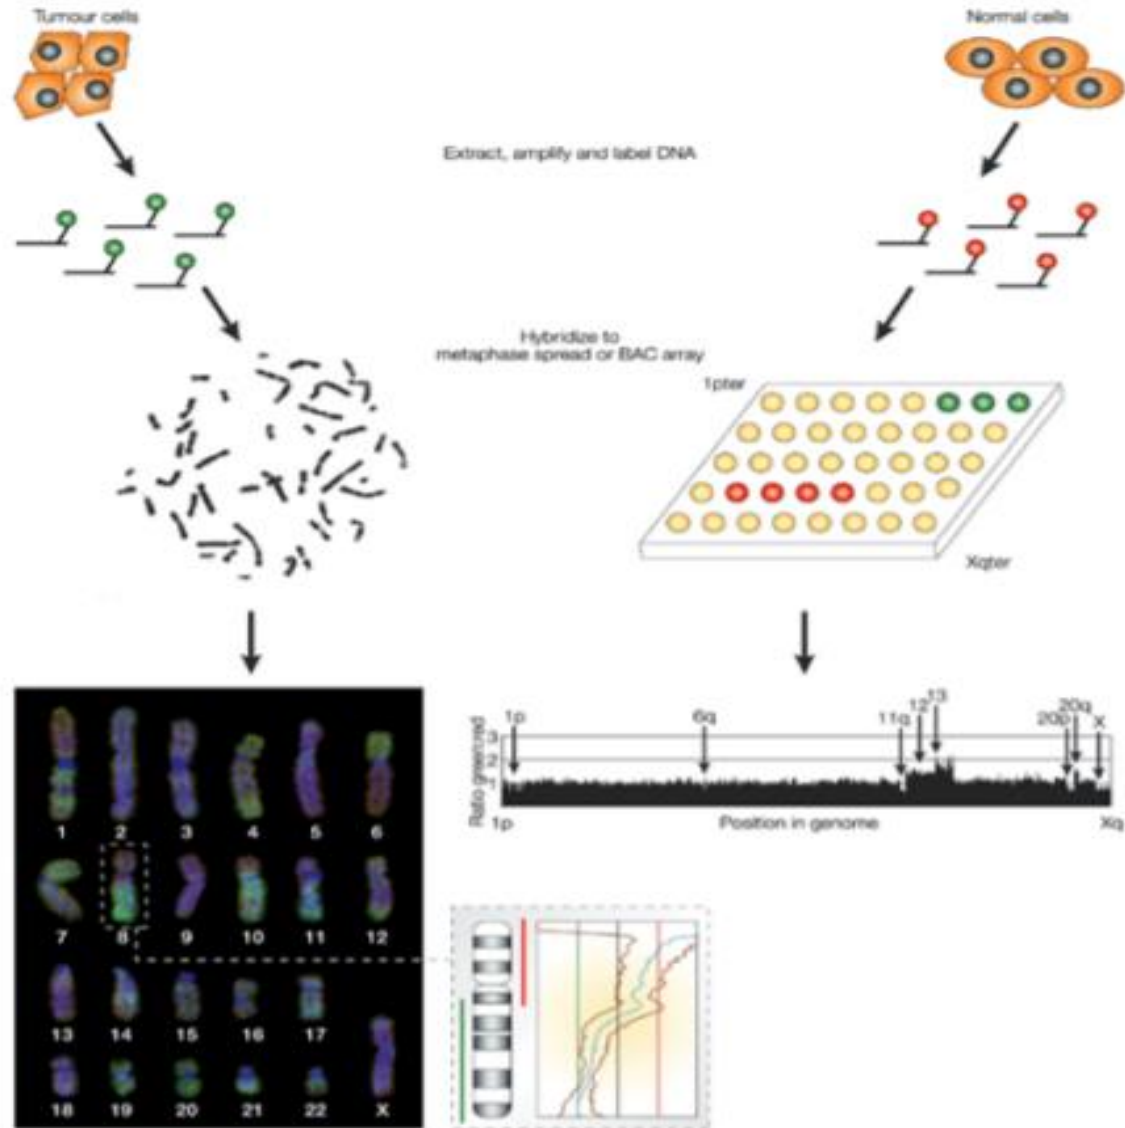 Tumour cells
Normal cells
Extract, amplify and label DNA
Hybridize to
metaphase spread or BAC array
1pter
Xqter
1p
6q
11q
12
13
20p
20q
X
Ratio green:red
3
2
1
1p
Position in genome
Xq
1 2 3 4 5 6
7 8 9 10 11 12
13 14 15 16 17
18 19 20 21 22 X